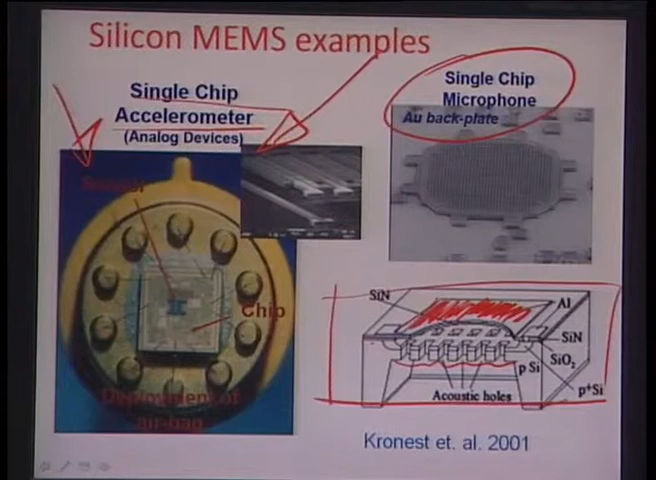 Silicon MEMS examples
Single Chip
Accelerometer
(Analog Devices)
Sensor
Chip
Deployment of
air-bag
Single Chip
Microphone
Au back-plate
SiN
Al
SiN
SiO2
p Si
p+Si
Acoustic holes
Kronest et. al. 2001